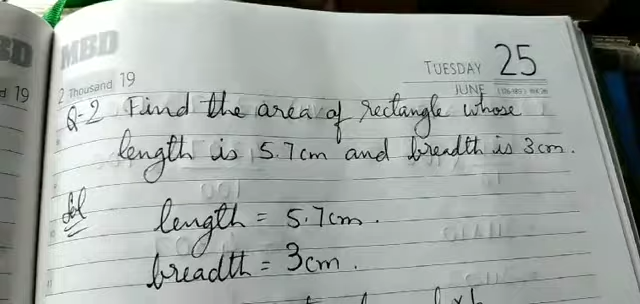 MBD
2 Thousand 19
TUESDAY 25
JUNE
d 19
Q-2 Find the area of rectangle whose
length is 5.7cm and breadth is 3cm.
Sol
length = 5.7cm.
breadth = 3cm.